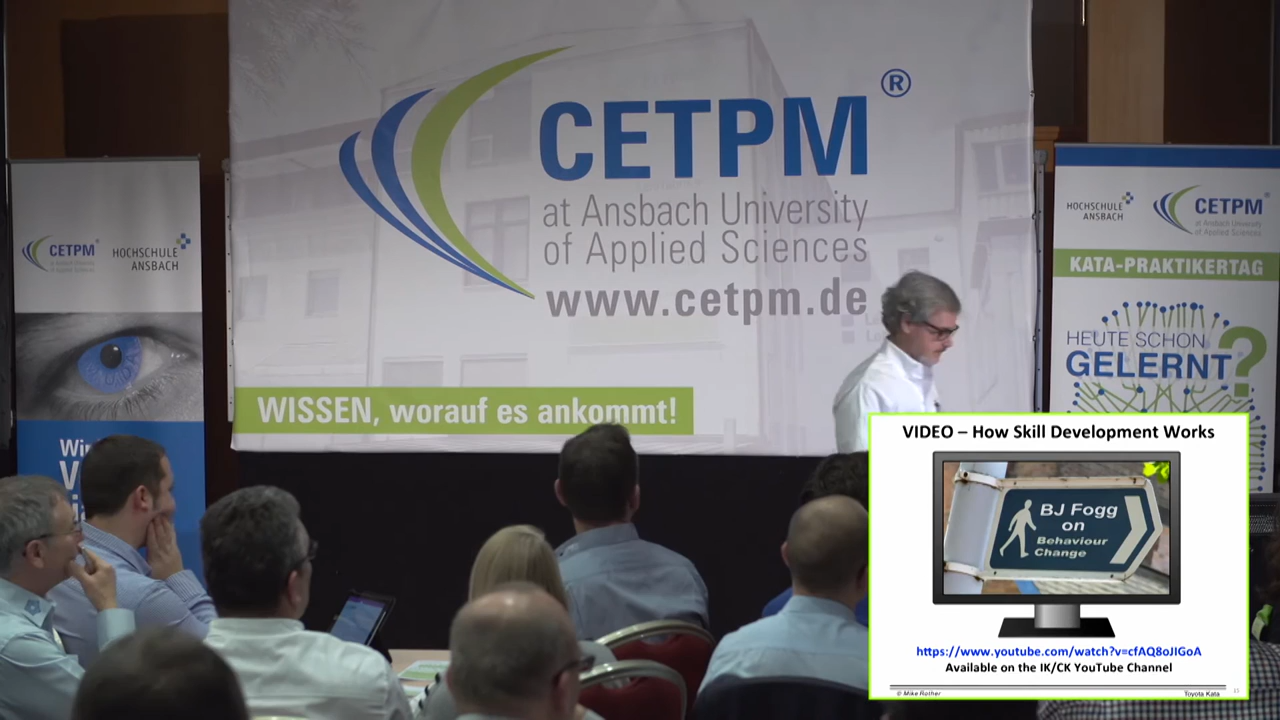 CETPM®
at Ansbach University
of Applied Sciences
www.cetpm.de
WISSEN, worauf es ankommt!
CETPM
HOCHSCHULE
ANSBACH
HOCHSCHULE
ANSBACH
CETPM®
at Ansbach University
of Applied Sciences
KATA-PRAKTIKERTAG
HEUTE SCHON
GELERNT?
VIDEO – How Skill Development Works
BJ Fogg
on
Behaviour
Change
https://www.youtube.com/watch?v=cfAQ8oJIGoA
Available on the IK/CK YouTube Channel
© Mike Rother
Toyota Kata
15